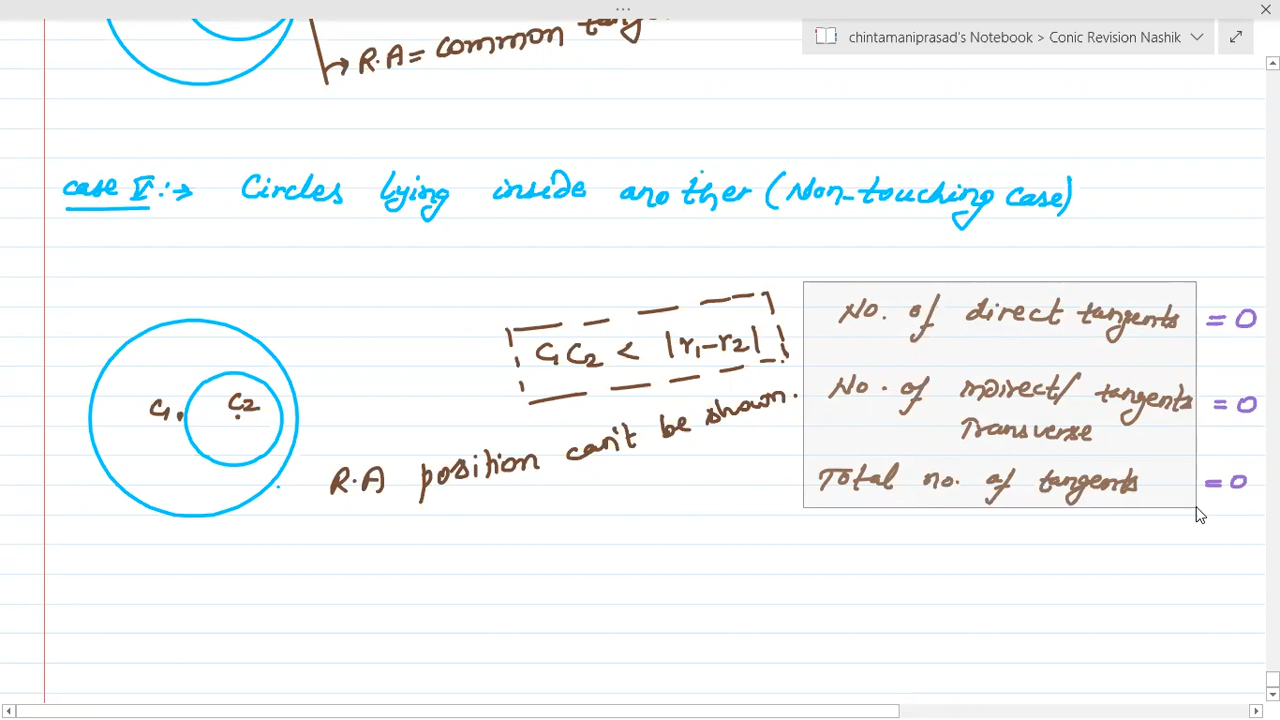 ...
chintamaniprasad's Notebook > Conic Revision Nashik
R.A = common
case V :→ Circles lying inside another (Non-touching case)
C1C2 < |r1-r2|
C1 C2
R.A position can't be shown.
No. of direct tangents = 0
No. of indirect/ tangents = 0
Transverse
Total no. of tangents = 0